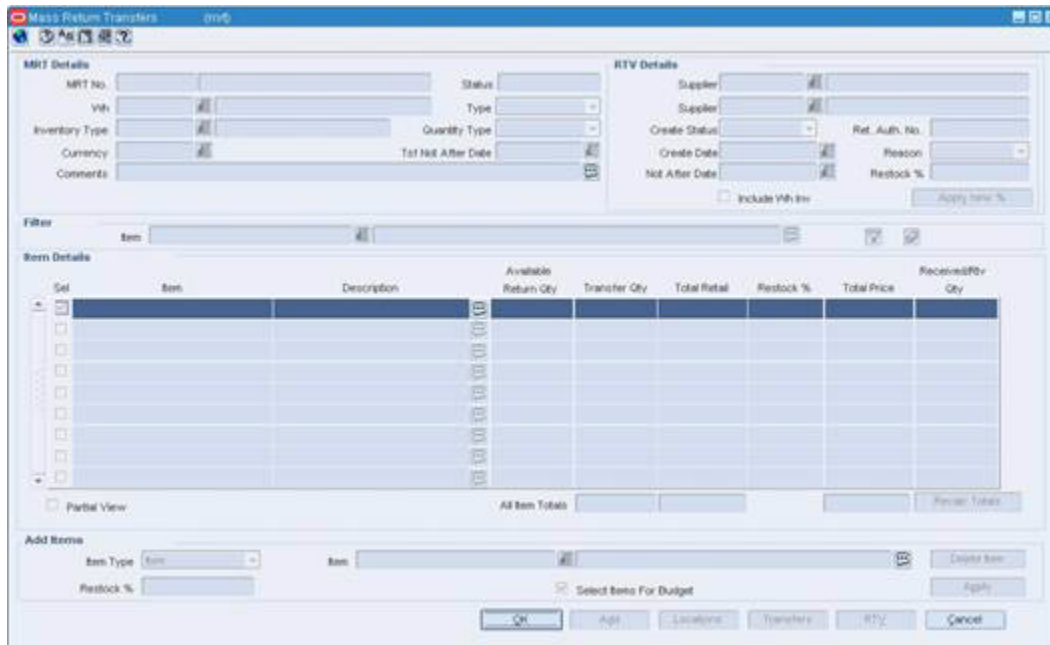 Mass Return Transfers (mrt)
MRT Details
MRT No. Status
Wh Type
Inventory Type Quantity Type
Currency Tsf Not After Date
Comments
RTV Details
Supplier
Supplier
Create Status Ret. Auth. No.
Create Date Reason
Not After Date Restock %
Include Wh Inv Apply New %
Filter
Item
Item Details
Available Received/Rtv
Sel Item Description Return Qty Transfer Qty Total Retail Restock % Total Price Qty
Partial View All Item Totals Recalc Totals
Add Items
Item Type Item Item Delete Item
Restock % Select Items For Budget Apply
OK Add Locations Transfers RTV Cancel